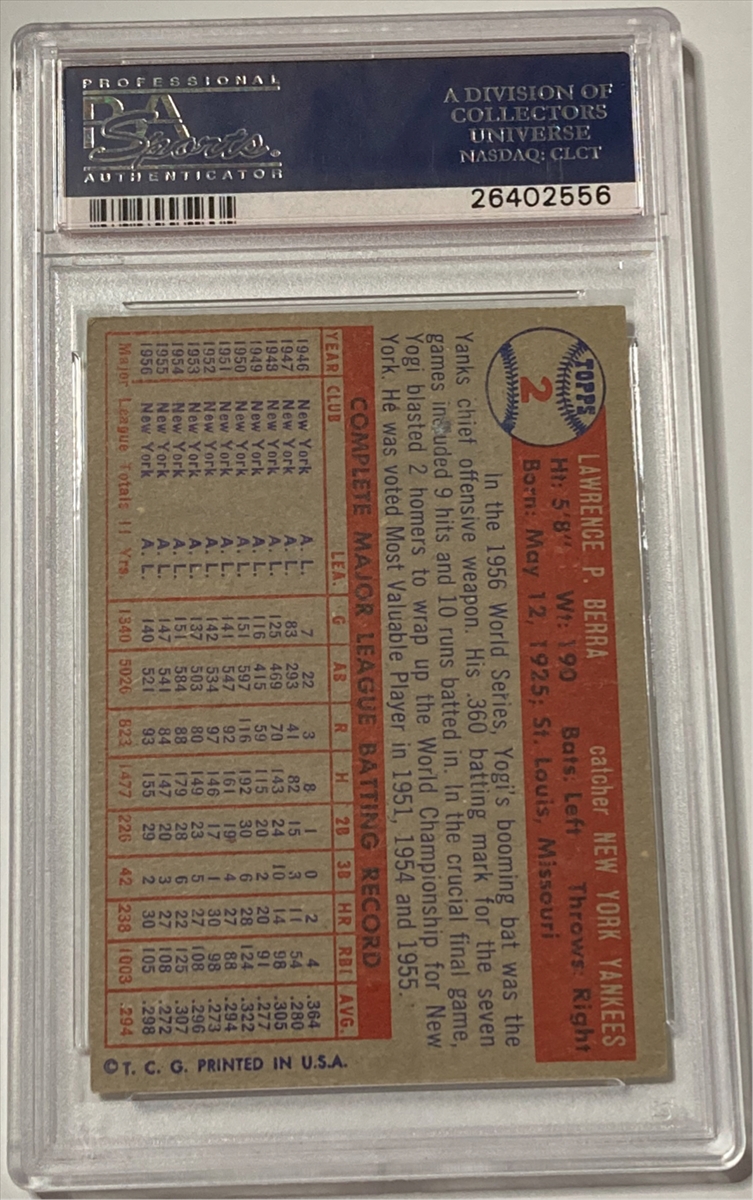 PROFESSIONAL
PSA
Sports
AUTHENTICATOR
A DIVISION OF
COLLECTORS
UNIVERSE
NASDAQ: CLCT
26402556
TOPPS
2
LAWRENCE P. BERRA catcher NEW YORK YANKEES
Ht: 5'8" Wt: 190 Bats: Left Throws: Right
Born: May 12, 1925; St. Louis, Missouri
In the 1956 World Series, Yogi's booming bat was the
Yanks chief offensive weapon. His .360 batting mark for the seven
games included 9 hits and 10 runs batted in. In the crucial final game,
Yogi blasted 2 homers to wrap up the World Championship for New
York. He was voted Most Valuable Player in 1951, 1954 and 1955.
COMPLETE MAJOR LEAGUE BATTING RECORD
YEAR CLUB LEA. G AB R H 2B 3B HR RBI AVG.
1946 New York A. L. 7 22 3 8 1 0 2 4 .364
1947 New York A. L. 83 293 41 82 15 3 11 54 .280
1948 New York A. L. 125 469 70 143 24 10 14 98 .305
1949 New York A. L. 116 415 59 115 20 2 20 91 .277
1950 New York A. L. 151 597 116 192 30 6 28 124 .322
1951 New York A. L. 141 547 92 161 19 4 27 88 .294
1952 New York A. L. 142 534 97 146 17 1 30 98 .273
1953 New York A. L. 137 503 80 149 23 5 27 108 .296
1954 New York A. L. 151 584 88 179 28 6 22 125 .307
1955 New York A. L. 147 541 84 147 20 3 27 108 .272
1956 New York A. L. 140 521 93 155 29 2 30 105 .298
Major League Totals 11 Yrs 1340 5026 823 1477 226 42 238 1003 .294
©T. C. G. PRINTED IN U.S.A.